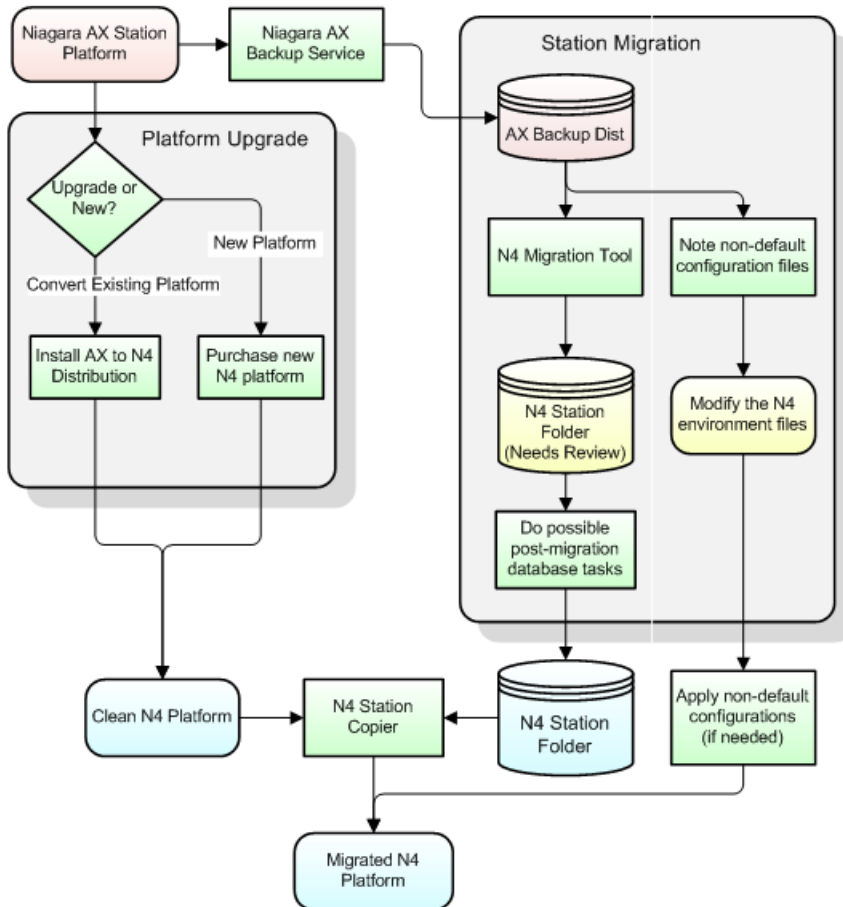 Niagara AX Station
Platform
Niagara AX
Backup Service
Station Migration
AX Backup Dist
Platform Upgrade
Upgrade or
New?
New Platform
Convert Existing Platform
Install AX to N4
Distribution
Purchase new
N4 platform
N4 Migration Tool
Note non-default
configuration files
N4 Station
Folder
(Needs Review)
Modify the N4
environment files
Do possible
post-migration
database tasks
Clean N4 Platform
N4 Station
Copier
N4 Station
Folder
Apply non-default
configurations
(if needed)
Migrated N4
Platform